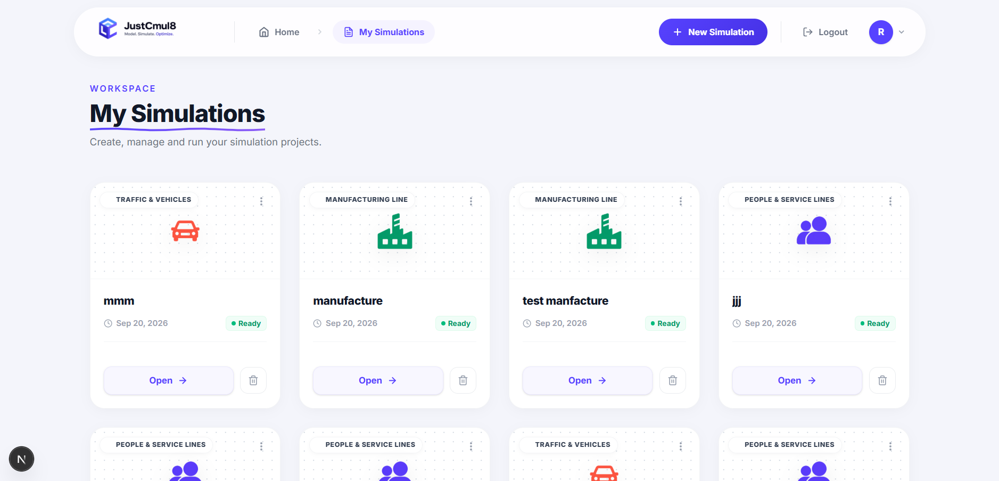 JustCmul8
Model. Simulate. Optimize.
Home
My Simulations
New Simulation
Logout
R
WORKSPACE
My Simulations
Create, manage and run your simulation projects.
TRAFFIC & VEHICLES
MANUFACTURING LINE
MANUFACTURING LINE
PEOPLE & SERVICE LINES
mmm
manufacture
test manfacture
jjj
Sep 20, 2026
Ready
Sep 20, 2026
Ready
Sep 20, 2026
Ready
Sep 20, 2026
Ready
Open
Open
Open
Open
PEOPLE & SERVICE LINES
PEOPLE & SERVICE LINES
TRAFFIC & VEHICLES
PEOPLE & SERVICE LINES
N